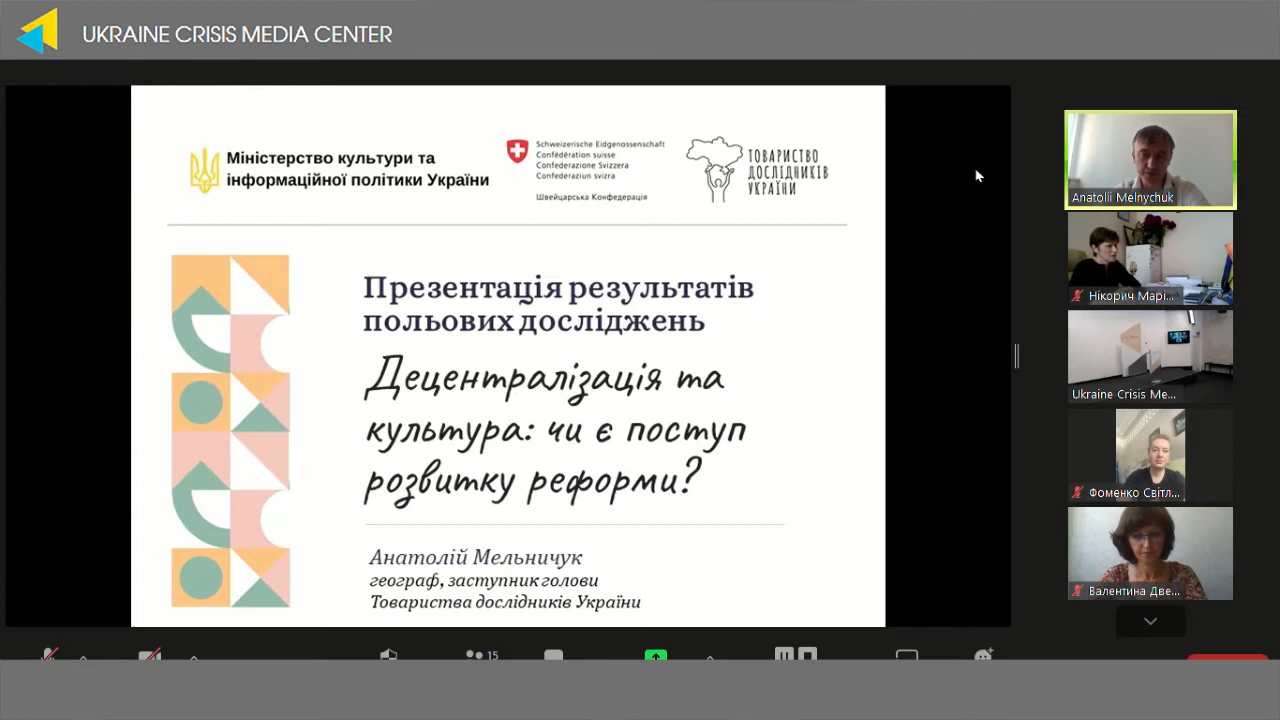 UKRAINE CRISIS MEDIA CENTER
Міністерство культури та
інформаційної політики України
Schweizerische Eidgenossenschaft
Confédération suisse
Confederazione Svizzera
Confederaziun svizra
Швейцарська Конфедерація
ТОВАРИСТВО
ДОСЛІДНИКІВ
УКРАЇНИ
Презентація результатів
польових досліджень
Децентралізація та
культура: чи є поступ
розвитку реформи?
Анатолій Мельничук
географ, заступник голови
Товариства дослідників України
Anatolii Melnychuk
Нікорич Марі...
Ukraine Crisis Me...
Фоменко Світл...
Валентина Две...
15